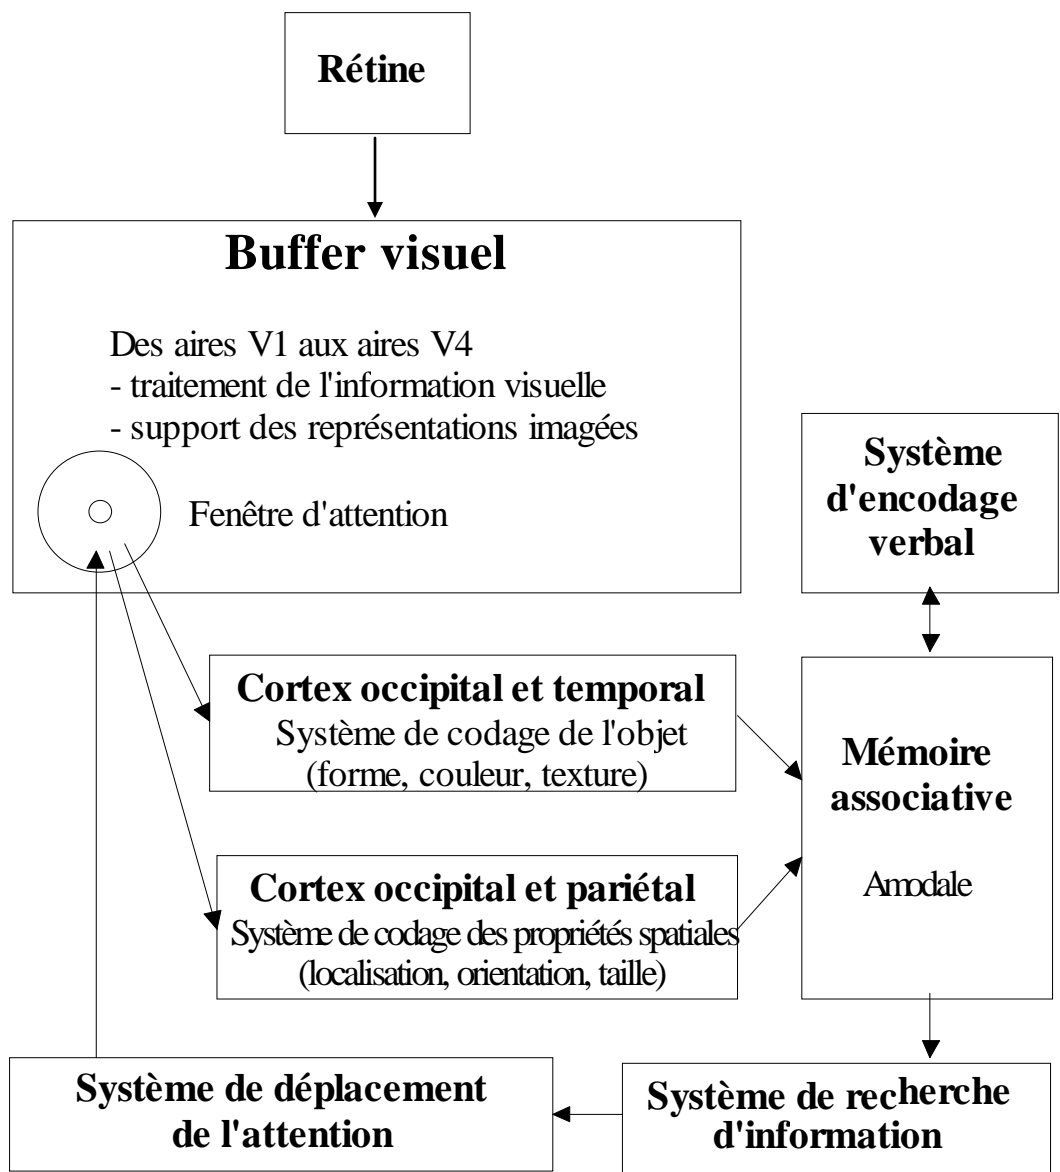 Rétine
Buffer visuel
Des aires V1 aux aires V4
- traitement de l'information visuelle
- support des représentations imagées
Fenêtre d'attention
Système
d'encodage
verbal
Cortex occipital et temporal
Système de codage de l'objet
(forme, couleur, texture)
Mémoire
associative
Amodale
Cortex occipital et pariétal
Système de codage des propriétés spatiales
(localisation, orientation, taille)
Système de déplacement
de l'attention
Système de recherche
d'information